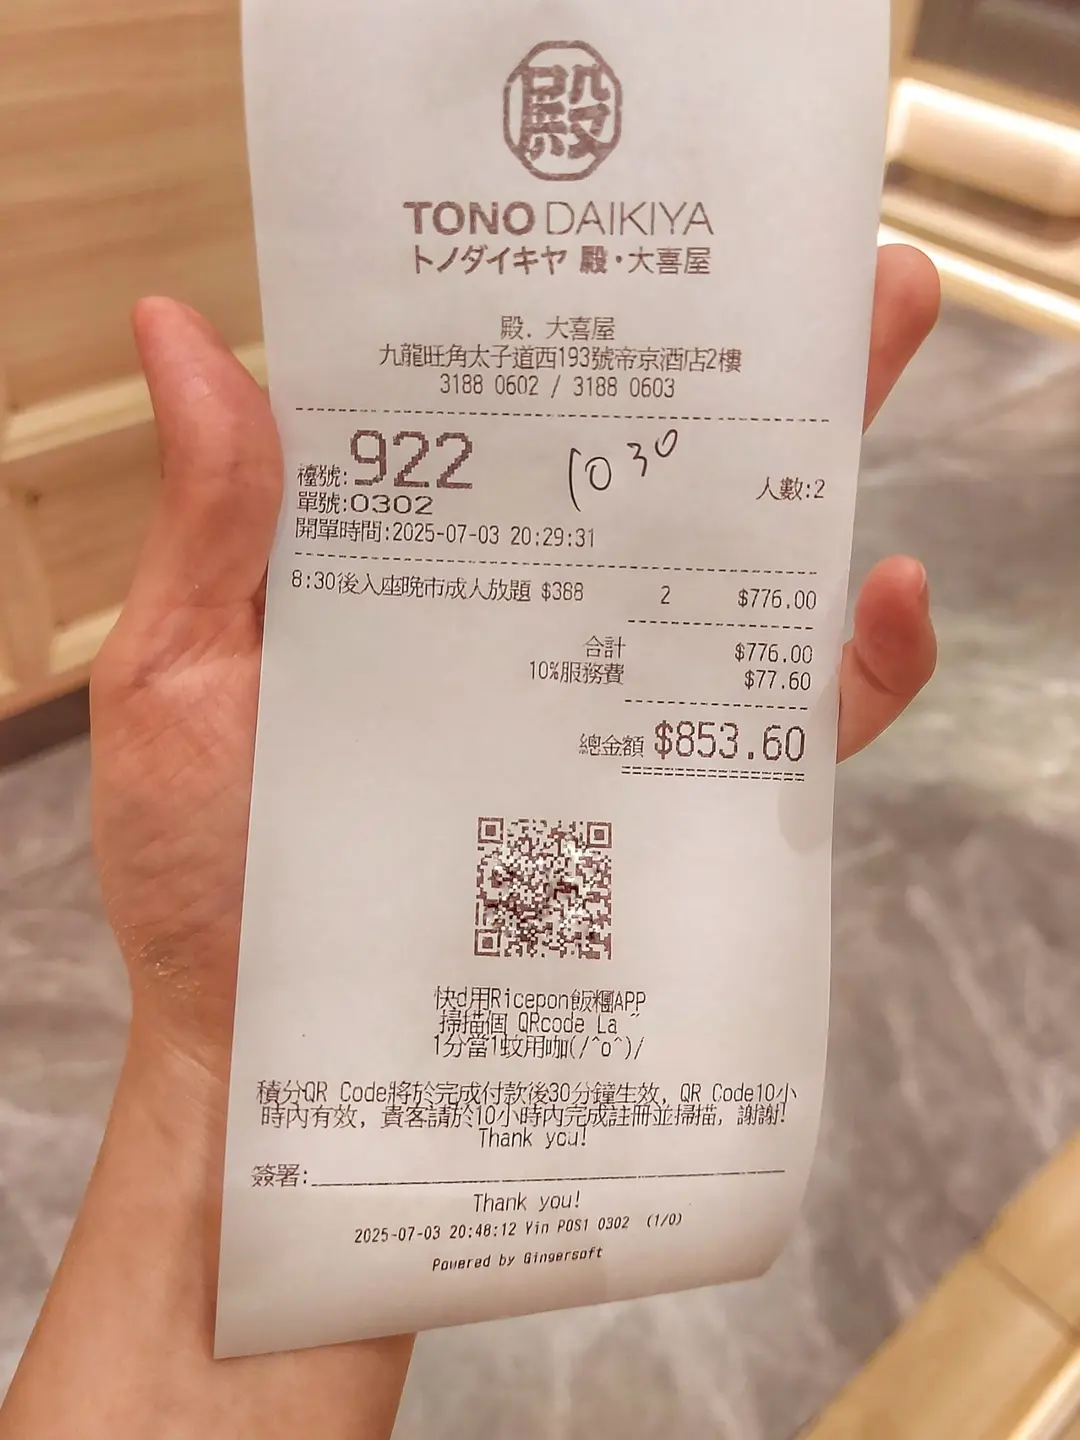 殿
TONO DAIKIYA
トノダイキヤ 殿・大喜屋
殿. 大喜屋
九龍旺角太子道西193號帝京酒店2樓
3188 0602 / 3188 0603
檯號:922
10 30
人數:2
單號:0302
開單時間:2025-07-03 20:29:31
8:30後入座晚市成人放題 $388 2 $776.00
合計 $776.00
10%服務費 $77.60
總金額 $853.60
快d用Ricepon飯糰APP
掃描個 QRcode La ~
1分當1蚊用咖(/^o^)/
積分QR Code將於完成付款後30分鐘生效, QR Code10小
時內有效, 貴客請於10小時內完成註冊並掃描, 謝謝!
Thank you!
簽署:
Thank you!
2025-07-03 20:48:12 Yin POS1 0302 (1/0)
Powered by Gingersoft